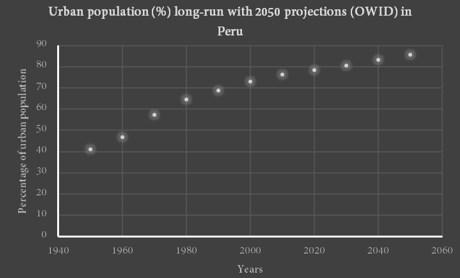 Urban population (%) long-run with 2050 projections (OWID) in
Peru
Percentage of urban population
90
80
70
60
50
40
30
20
10
0
1940 1960 1980 2000 2020 2040 2060
Years